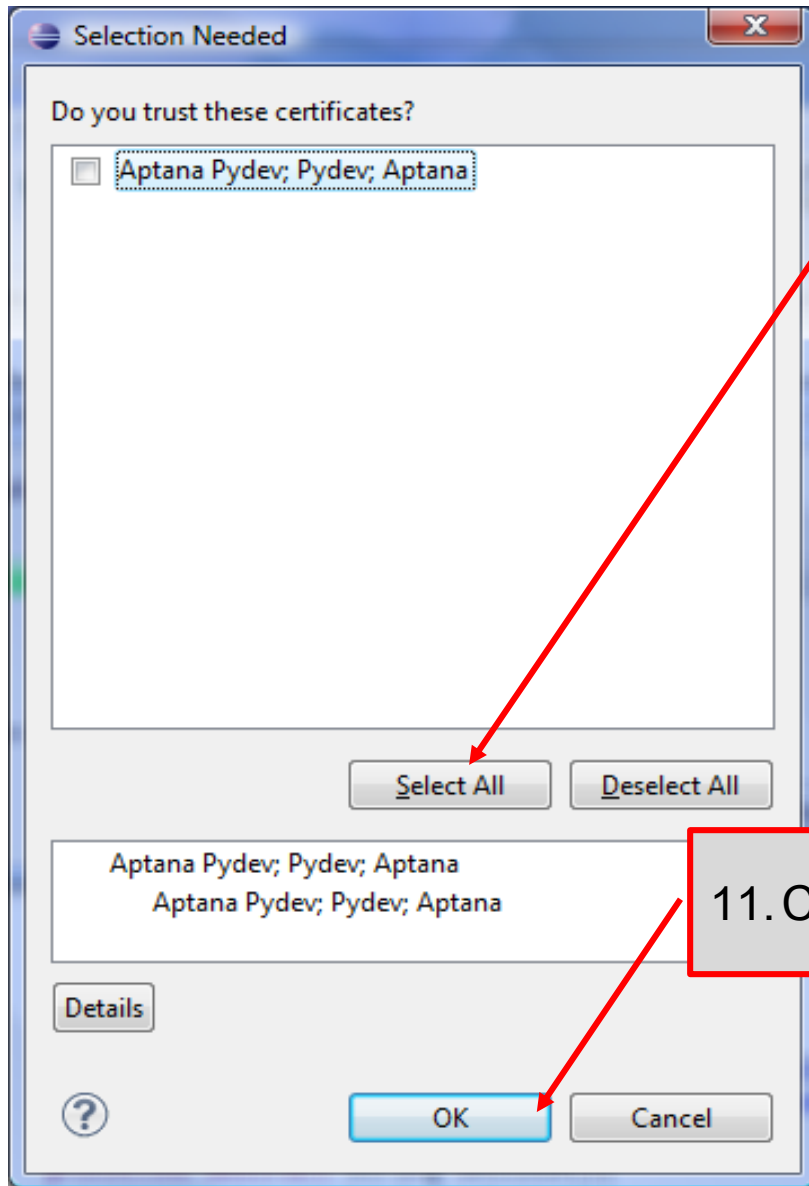 Selection Needed
Do you trust these certificates?
Aptana Pydev; Pydev; Aptana
Select All
Deselect All
Aptana Pydev; Pydev; Aptana
Aptana Pydev; Pydev; Aptana
11.
Details
?
OK
Cancel